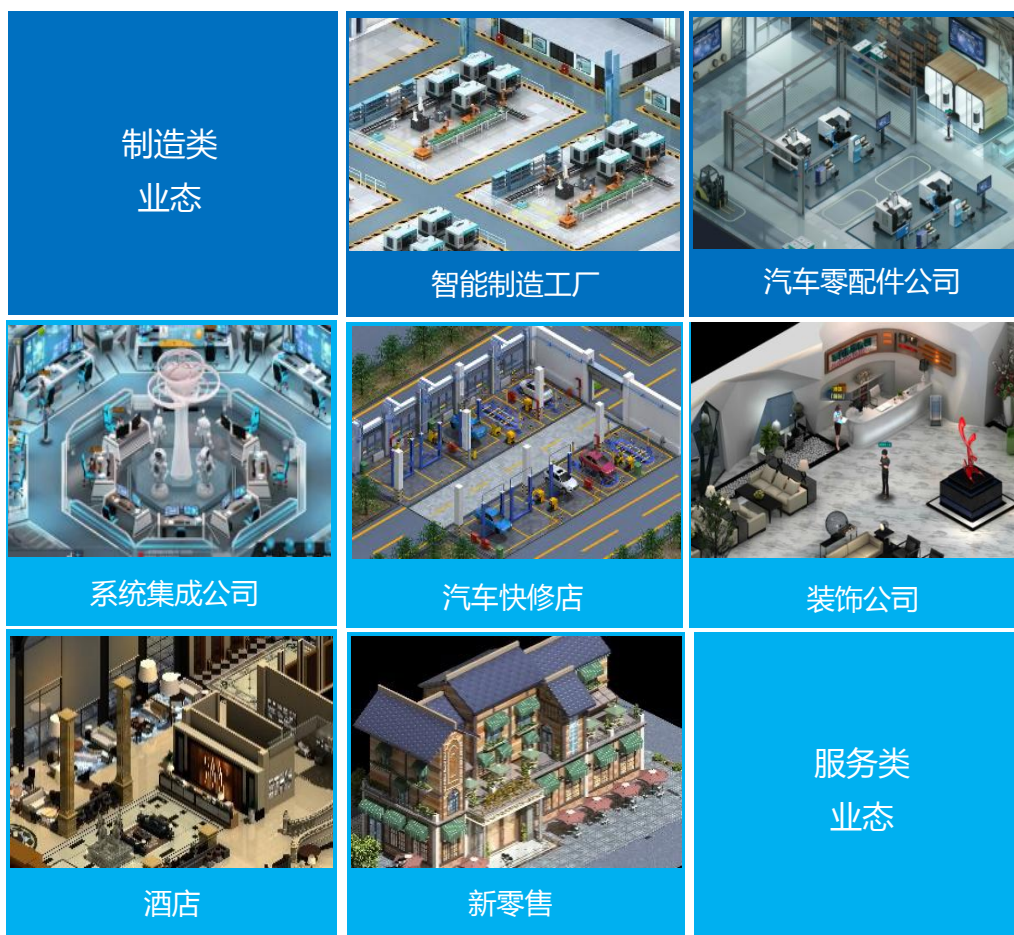 制造类
业态
智能制造工厂
汽车零配件公司
系统集成公司
汽车快修店
装饰公司
酒店
新零售
服务类
业态